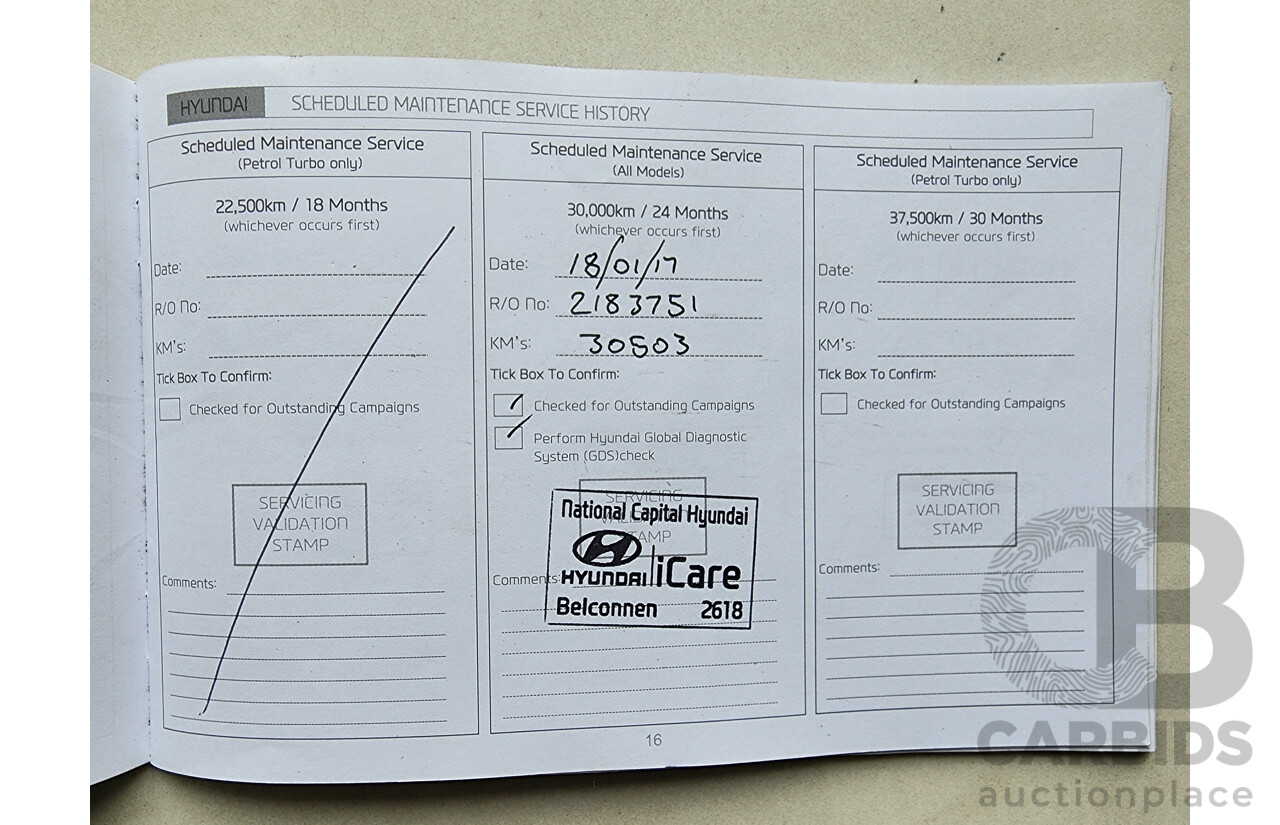 HYUNDAI SCHEDULED MAINTENANCE SERVICE HISTORY
Scheduled Maintenance Service
(Petrol Turbo only)
22,500km / 18 Months
(whichever occurs first)
Date:
R/O No:
KM's:
Tick Box To Confirm:
Checked for Outstanding Campaigns
SERVICING
VALIDATION
STAMP
Comments:
Scheduled Maintenance Service
(All Models)
30,000km / 24 Months
(whichever occurs first)
Date: 18/01/17
R/O No: 2183751
KM's: 30503
Tick Box To Confirm:
Checked for Outstanding Campaigns
Perform Hyundai Global Diagnostic
System (GDS)check
SERVICING
National Capital Hyundai
HYUNDAI iCare
Belconnen 2618
Comments:
Scheduled Maintenance Service
(Petrol Turbo only)
37,500km / 30 Months
(whichever occurs first)
Date:
R/O No:
KM's:
Tick Box To Confirm:
Checked for Outstanding Campaigns
SERVICING
VALIDATION
STAMP
Comments:
16
CB
CARBIDS
auctionplace